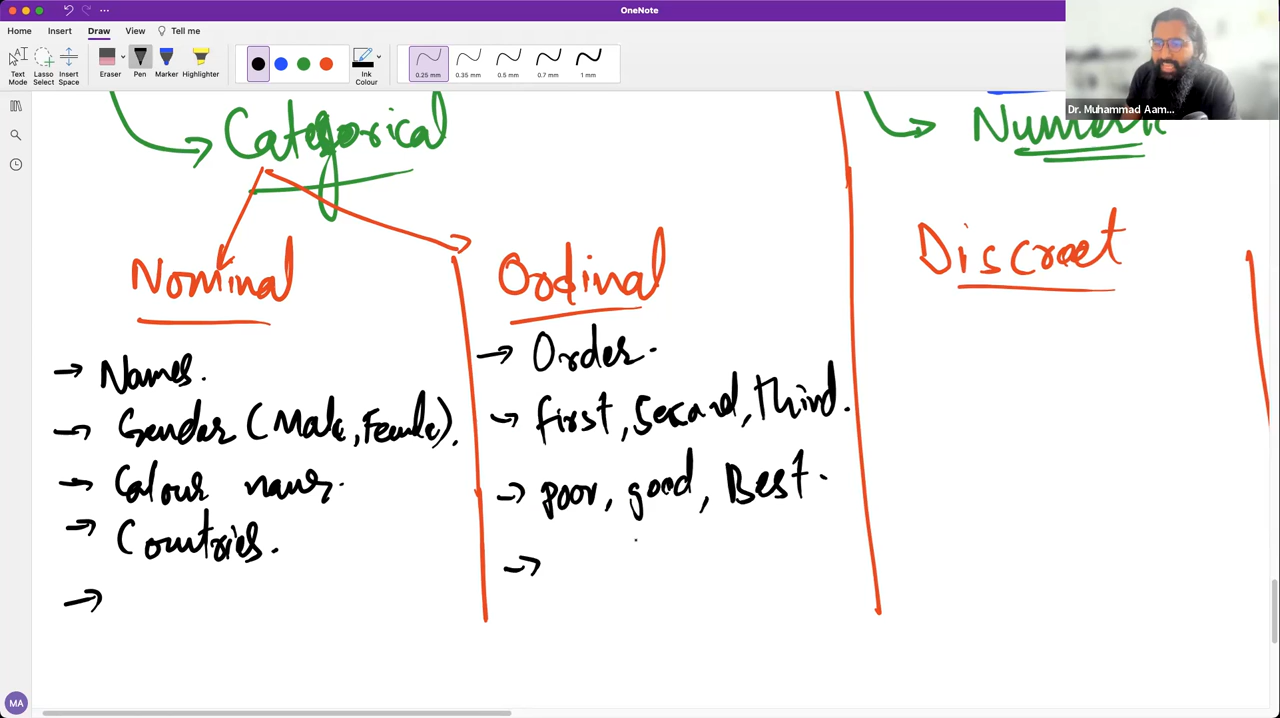 OneNote
Home Insert Draw View Tell me
Text Mode
Lasso Select
Insert Space
Eraser
Pen
Marker
Highlighter
Ink Colour
0.25 mm
0.35 mm
0.5 mm
0.7 mm
1 mm
Dr. Muhammad Aam...
Categorical
Numeric
Nominal
→ Names.
→ Gender (Male, Female).
→ Colour names.
→ Countries.
→
Ordinal
→ Order.
→ first, Second, third.
→ poor, good, Best.
→
Discreet
MA